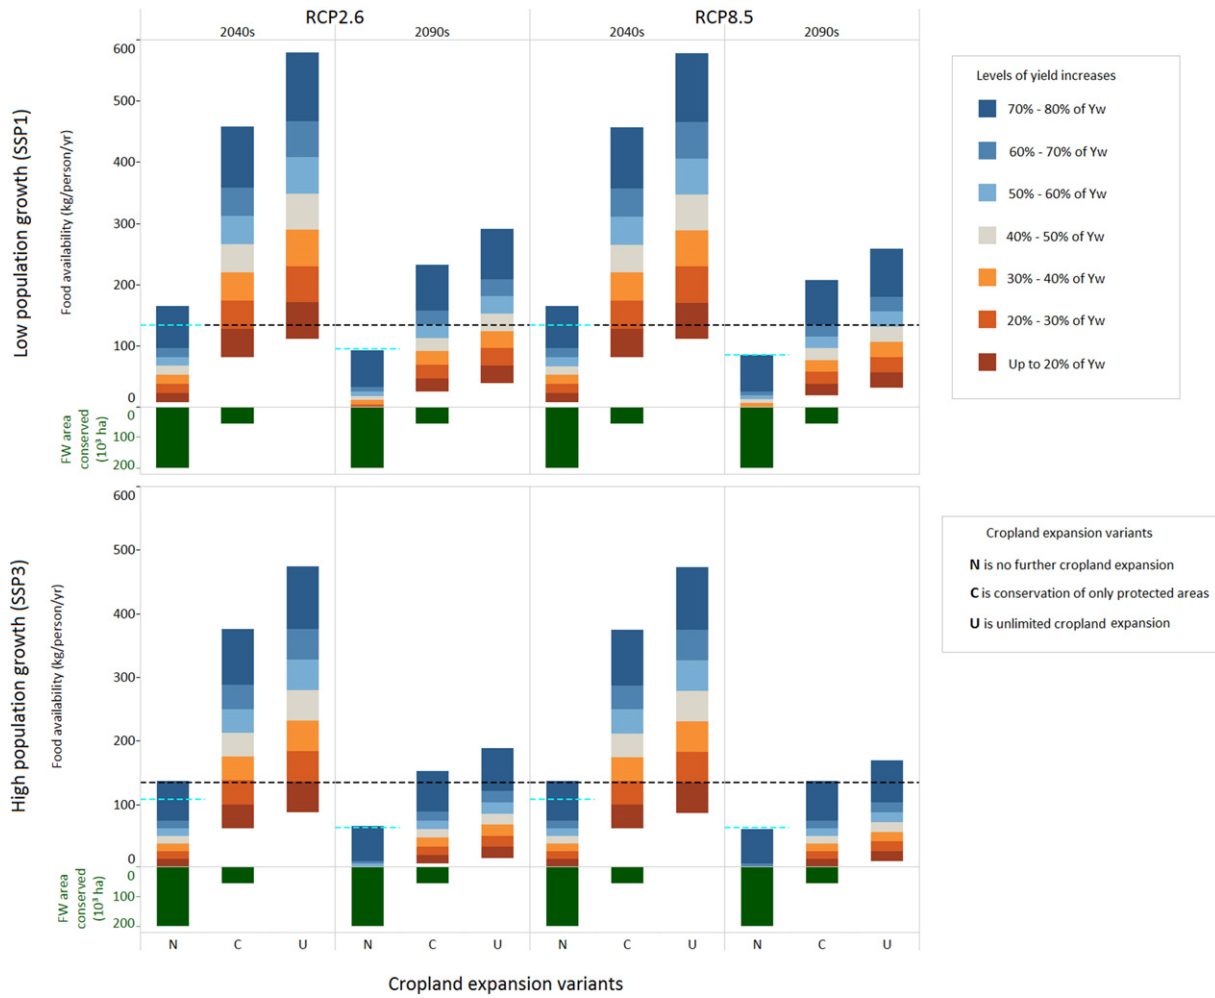 RCP2.6 RCP8.5
2040s 2090s 2040s 2090s
Low population growth (SSP1)
Food availability (kg/person/yr)
600
500
400
300
200
100
0
FW area
conserved
(10³ ha)
0
100
200
High population growth (SSP3)
Food availability (kg/person/yr)
600
500
400
300
200
100
0
FW area
conserved
(10³ ha)
0
100
200
N C U N C U N C U N C U
Cropland expansion variants
Levels of yield increases
70% - 80% of Yw
60% - 70% of Yw
50% - 60% of Yw
40% - 50% of Yw
30% - 40% of Yw
20% - 30% of Yw
Up to 20% of Yw
Cropland expansion variants
N is no further cropland expansion
C is conservation of only protected areas
U is unlimited cropland expansion